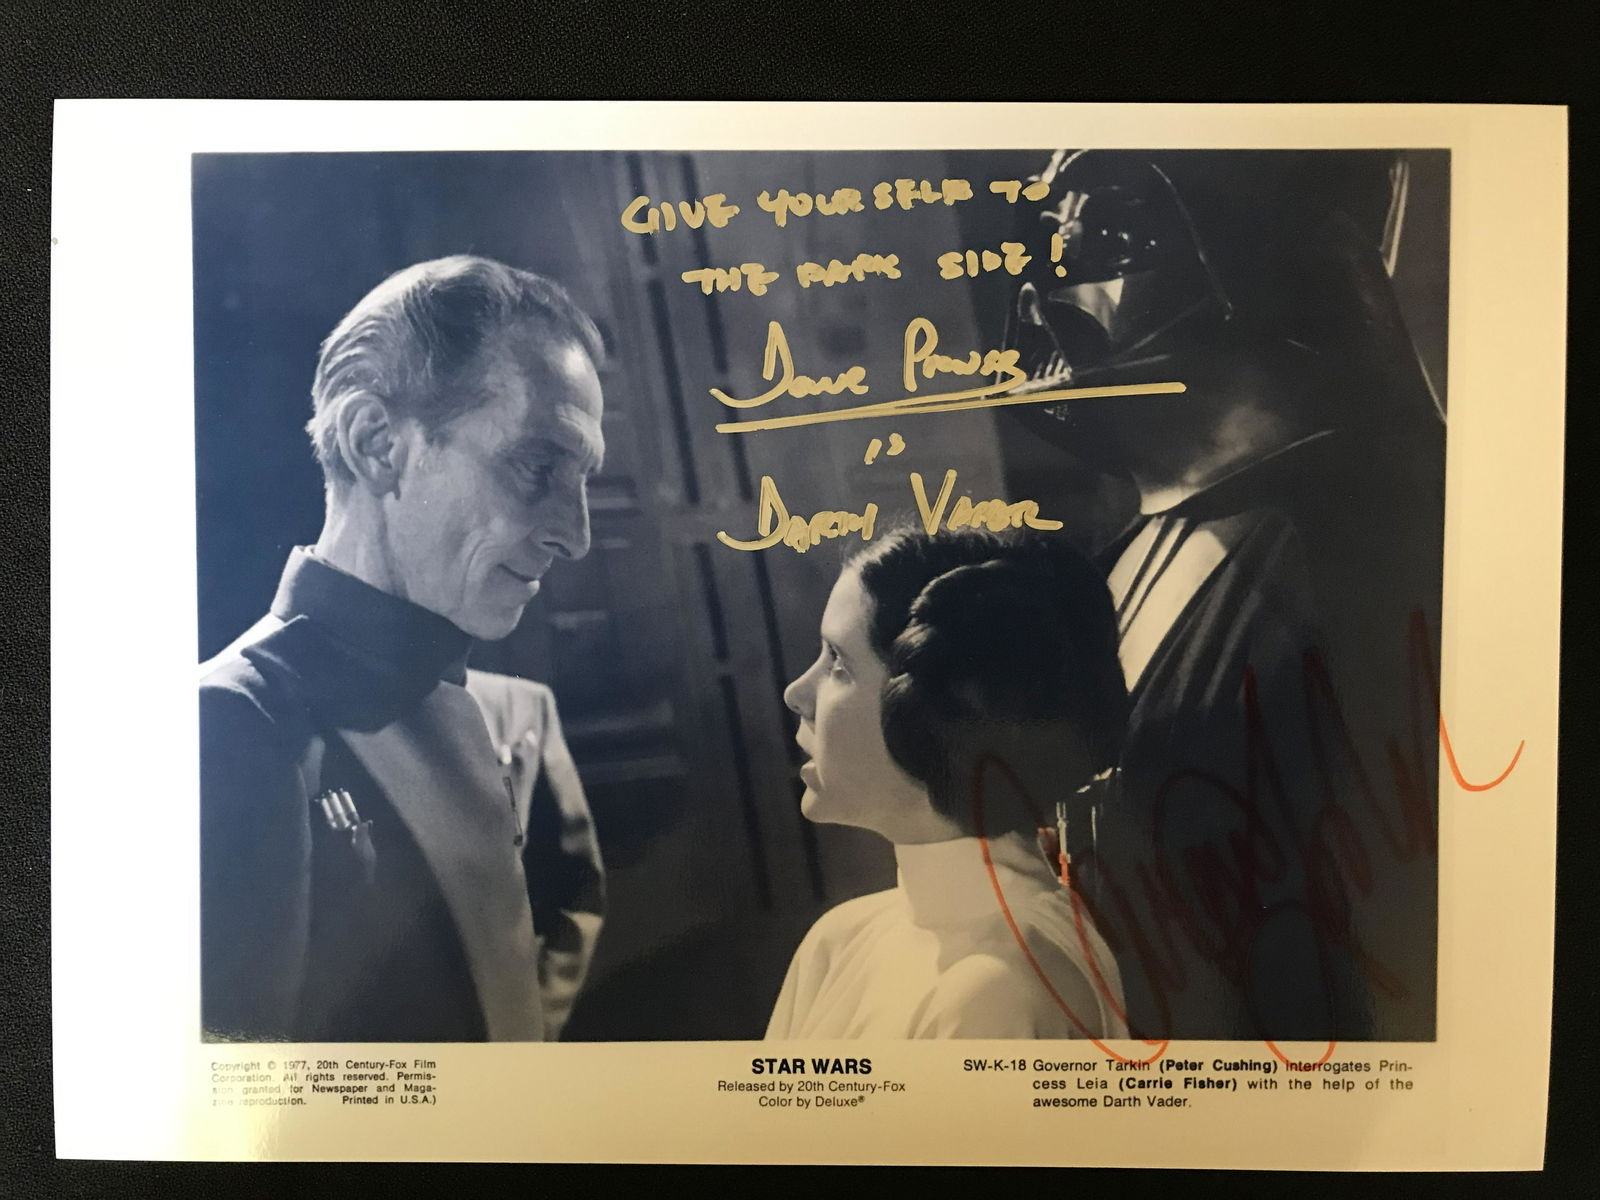 GIVE YOURSELF TO
THE DARK SIDE!
Dave Prowse
is
DARTH VADER
Copyright © 1977, 20th Century-Fox Film
Corporation. All rights reserved. Permis-
sion granted for Newspaper and Maga-
zine reproduction. Printed in U.S.A.)
STAR WARS
Released by 20th Century-Fox
Color by Deluxe®
SW-K-18 Governor Tarkin (Peter Cushing) interrogates Prin-
cess Leia (Carrie Fisher) with the help of the
awesome Darth Vader.